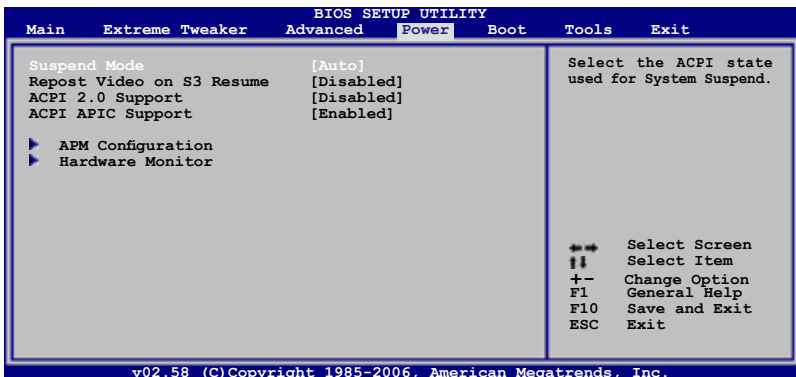 BIOS SETUP UTILITY
Main Extreme Tweaker Advanced Power Boot Tools Exit
Suspend Mode [Auto]
Repost Video on S3 Resume [Disabled]
ACPI 2.0 Support [Disabled]
ACPI APIC Support [Enabled]
APM Configuration
Hardware Monitor
Select the ACPI state
used for System Suspend.
Select Screen
Select Item
+- Change Option
F1 General Help
F10 Save and Exit
ESC Exit
v02.58 (C)Copyright 1985-2006, American Megatrends, Inc.